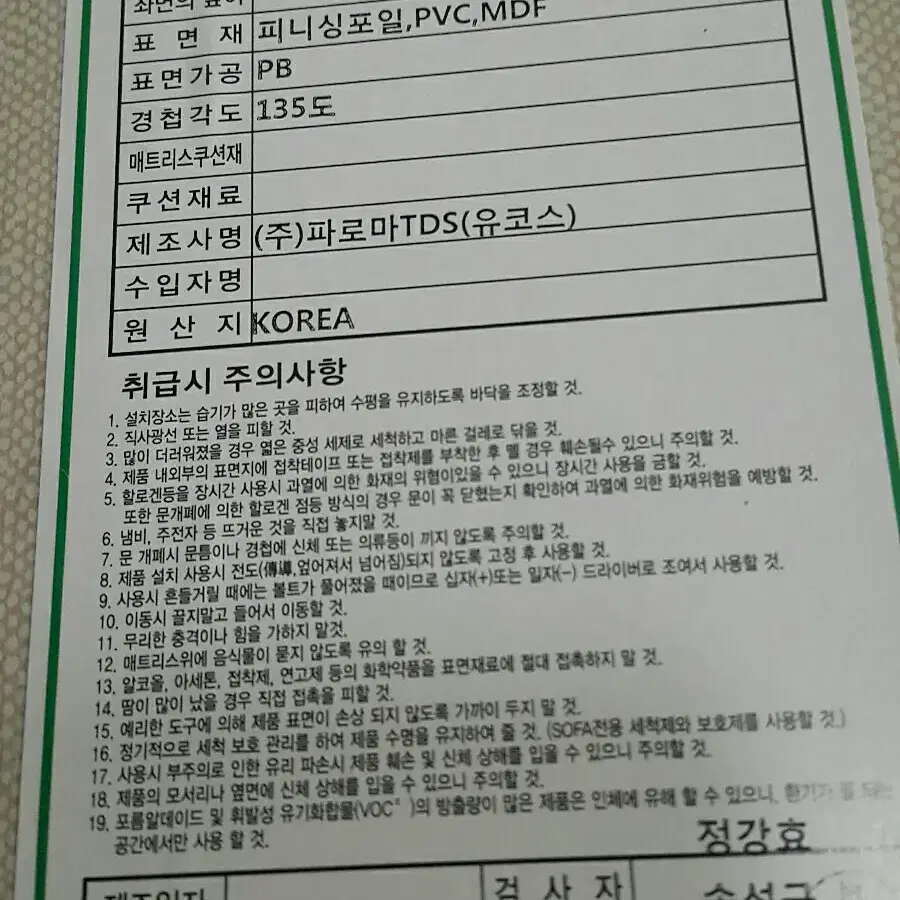 좌면의 높이
표 면 재 피니싱포일,PVC,MDF
표면가공 PB
경첩각도 135도
매트리스쿠션재
쿠션재료
제조사명 (주)파로마TDS(유코스)
수입자명
원 산 지 KOREA
취급시 주의사항
1. 설치장소는 습기가 많은 곳을 피하여 수평을 유지하도록 바닥을 조정할 것.
2. 직사광선 또는 열을 피할 것.
3. 많이 더러워졌을 경우 엷은 중성 세제로 세척하고 마른 걸레로 닦을 것.
4. 제품 내외부의 표면지에 접착테이프 또는 접착제를 부착한 후 뗄 경우 훼손될수 있으니 주의할 것.
5. 할로겐등을 장시간 사용시 과열에 의한 화재의 위협이있을 수 있으니 장시간 사용을 금할 것.
또한 문개폐에 의한 할로겐 점등 방식의 경우 문이 꼭 닫혔는지 확인하여 과열에 의한 화재위험을 예방할 것.
6. 냄비, 주전자 등 뜨거운 것을 직접 놓지말 것.
7. 문 개폐시 문틈이나 경첩에 신체 또는 의류등이 끼지 않도록 주의할 것.
8. 제품 설치 사용시 전도(傳導,엎어져서 넘어짐)되지 않도록 고정 후 사용할 것.
9. 사용시 흔들거릴 때에는 볼트가 풀어졌을 때이므로 십자(+)또는 일자(-) 드라이버로 조여서 사용할 것.
10. 이동시 끌지말고 들어서 이동할 것.
11. 무리한 충격이나 힘을 가하지 말것.
12. 매트리스위에 음식물이 묻지 않도록 유의 할 것.
13. 알코올, 아세톤, 접착제, 연고제 등의 화학약품을 표면재료에 절대 접촉하지 말 것.
14. 땀이 많이 났을 경우 직접 접촉을 피할 것.
15. 예리한 도구에 의해 제품 표면이 손상 되지 않도록 가까이 두지 말 것.
16. 정기적으로 세척 보호 관리를 하여 제품 수명을 유지하여 줄 것. (SOFA전용 세척제와 보호제를 사용할 것.)
17. 사용시 부주의로 인한 유리 파손시 제품 훼손 및 신체 상해를 입을 수 있으니 주의할 것.
18. 제품의 모서리나 옆면에 신체 상해를 입을 수 있으니 주의할 것.
19. 포름알데이드 및 휘발성 유기화합물(VOC )의 방출량이 많은 제품은 인체에 유해 할 수 있으니, 환기가 잘 되는
공간에서만 사용 할 것.
정강효
제조일자 검 사 자